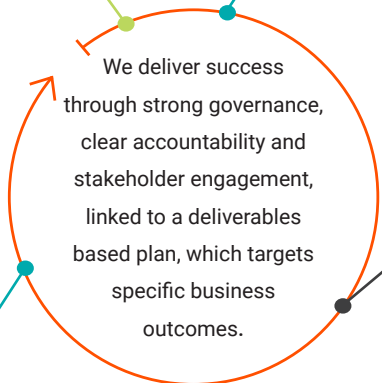 We deliver success
through strong governance,
clear accountability and
stakeholder engagement,
linked to a deliverables
based plan, which targets
specific business
outcomes.